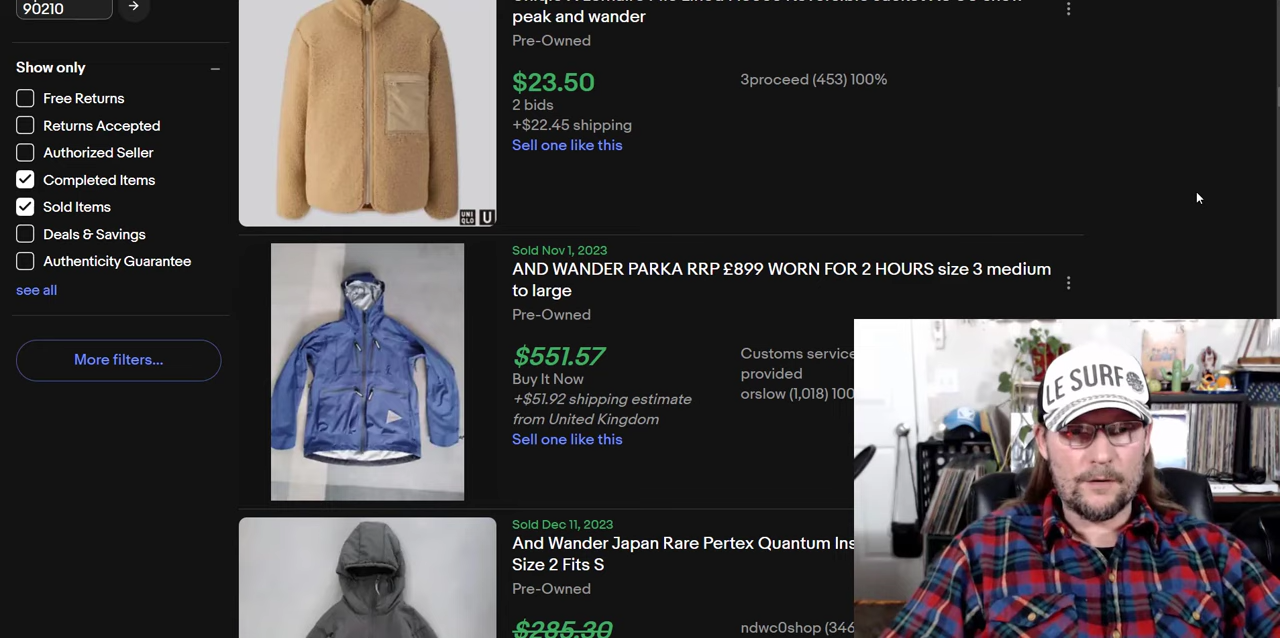 90210
Show only
Free Returns
Returns Accepted
Authorized Seller
Completed Items
Sold Items
Deals & Savings
Authenticity Guarantee
see all
More filters...
peak and wander
Pre-Owned
$23.50
2 bids
+$22.45 shipping
Sell one like this
3proceed (453) 100%
UNI
QLO
U
Sold Nov 1, 2023
AND WANDER PARKA RRP £899 WORN FOR 2 HOURS size 3 medium
to large
Pre-Owned
$551.57
Buy It Now
+$51.92 shipping estimate
from United Kingdom
Sell one like this
Customs service
provided
orslow (1,018) 100
Sold Dec 11, 2023
And Wander Japan Rare Pertex Quantum Ins
Size 2 Fits S
Pre-Owned
$285.30
ndwc0shop (346
LE SURF